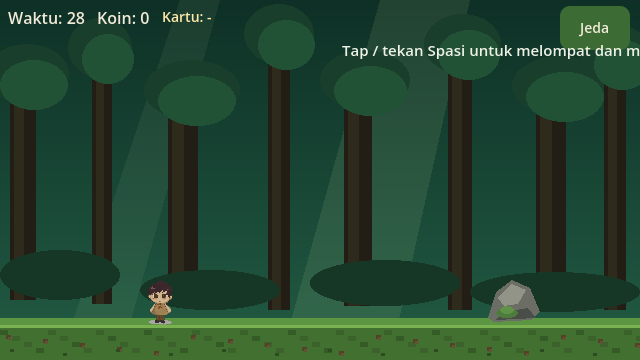 Waktu: 28 Koin: 0 Kartu: -
Jeda
Tap / tekan Spasi untuk melompat dan m